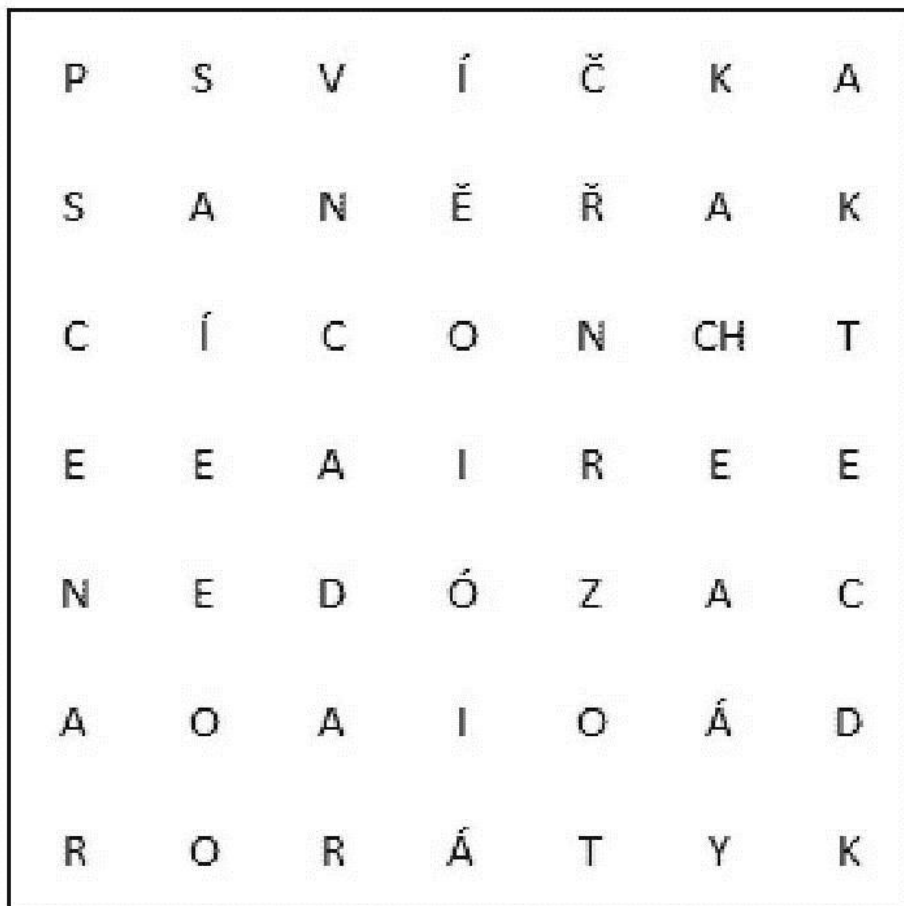 P S V Í Č K A
S A N Ě Ř A K
C Í C O N CH T
E E A I R E E
N E D Ó Z A C
A O A I O Á D
R O R Á T Y K